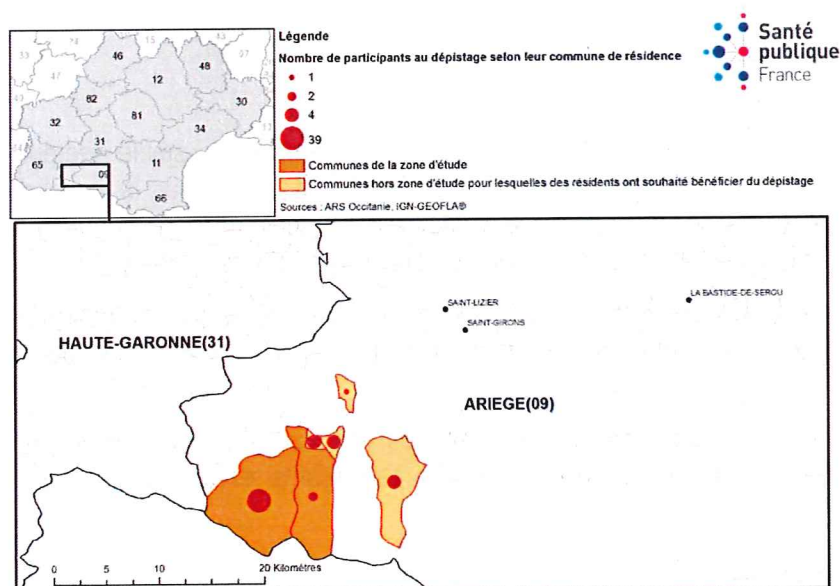 Légende
Nombre de participants au dépistage selon leur commune de résidence
1
2
4
39
Communes de la zone d'étude
Communes hors zone d'étude pour lesquelles des résidents ont souhaité bénéficier du dépistage
Sources : ARS Occitanie, IGN-GEOFLA®
Santé
publique
France
46
48
12
82
30
32
81
34
31
65
11
09
66
SAINT-LIZIER
LA BASTIDE-DE-SEROU
SAINT-GIRONS
HAUTE-GARONNE(31)
ARIEGE(09)
0 5 10 20 Kilomètres